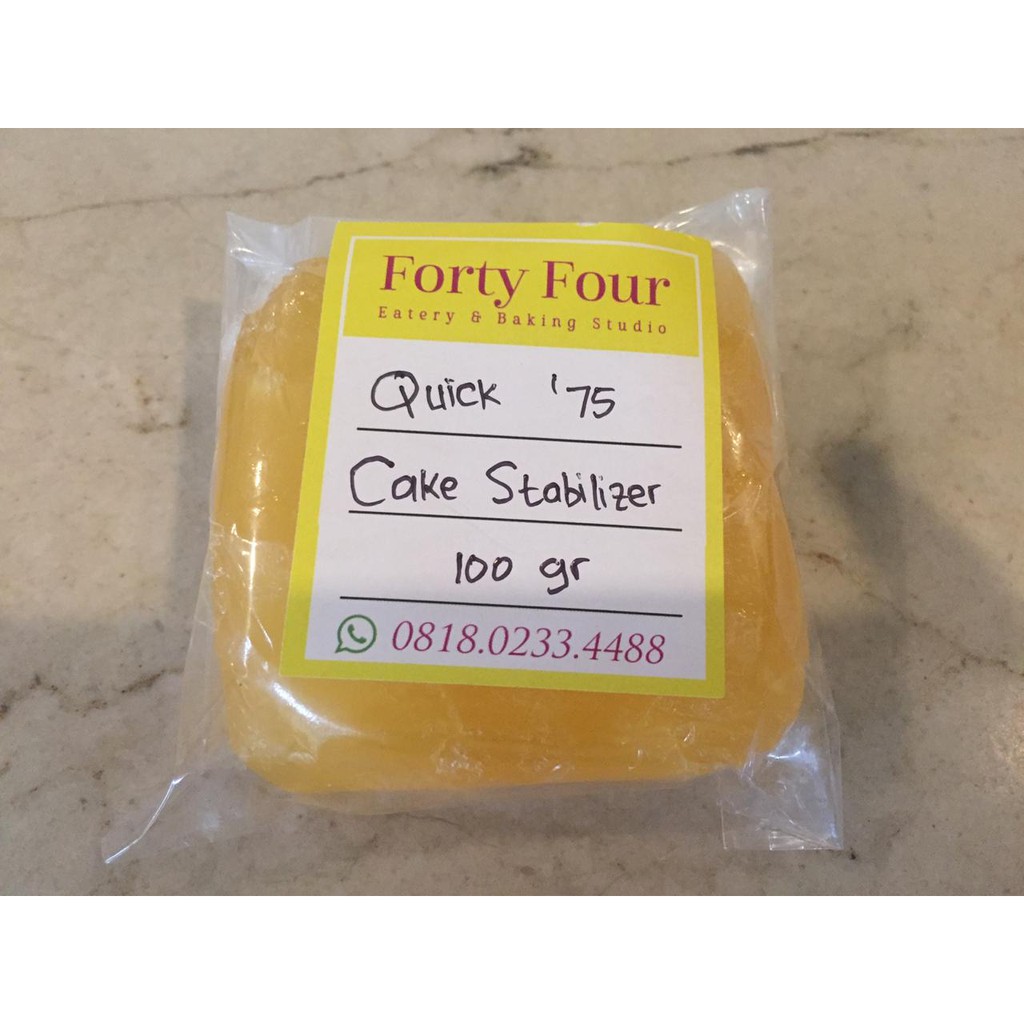 Forty Four
Eatery & Baking Studio
Quick '75
Cake Stabilizer
100 gr
0818.0233.4488